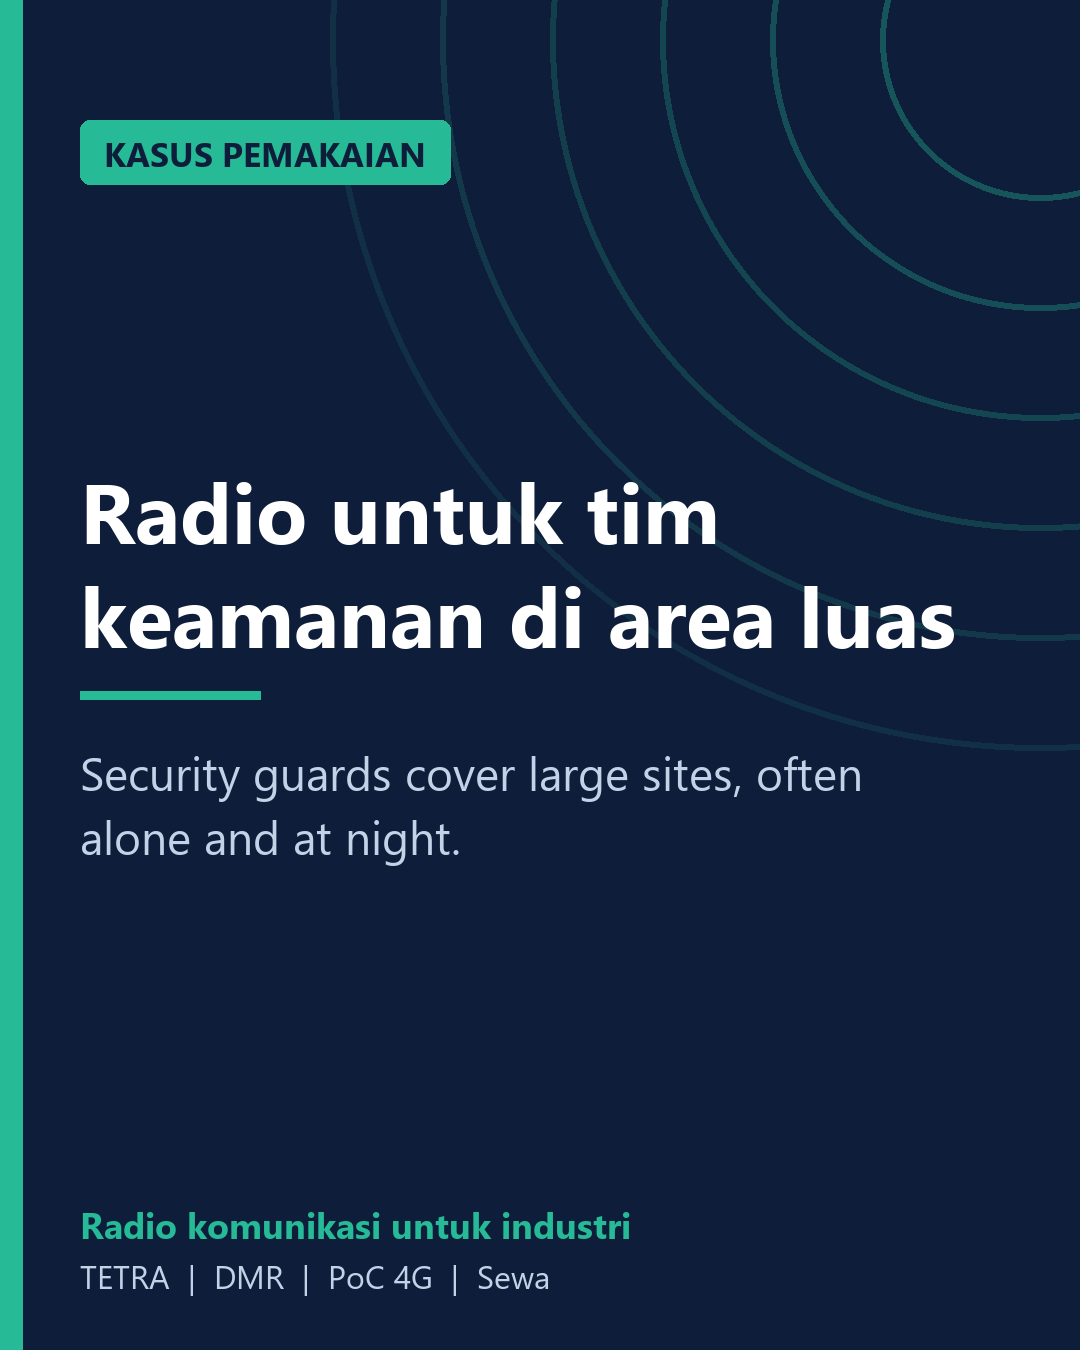 KASUS PEMAKAIAN
Radio untuk tim
keamanan di area luas
Security guards cover large sites, often
alone and at night.
Radio komunikasi untuk industri
TETRA | DMR | PoC 4G | Sewa